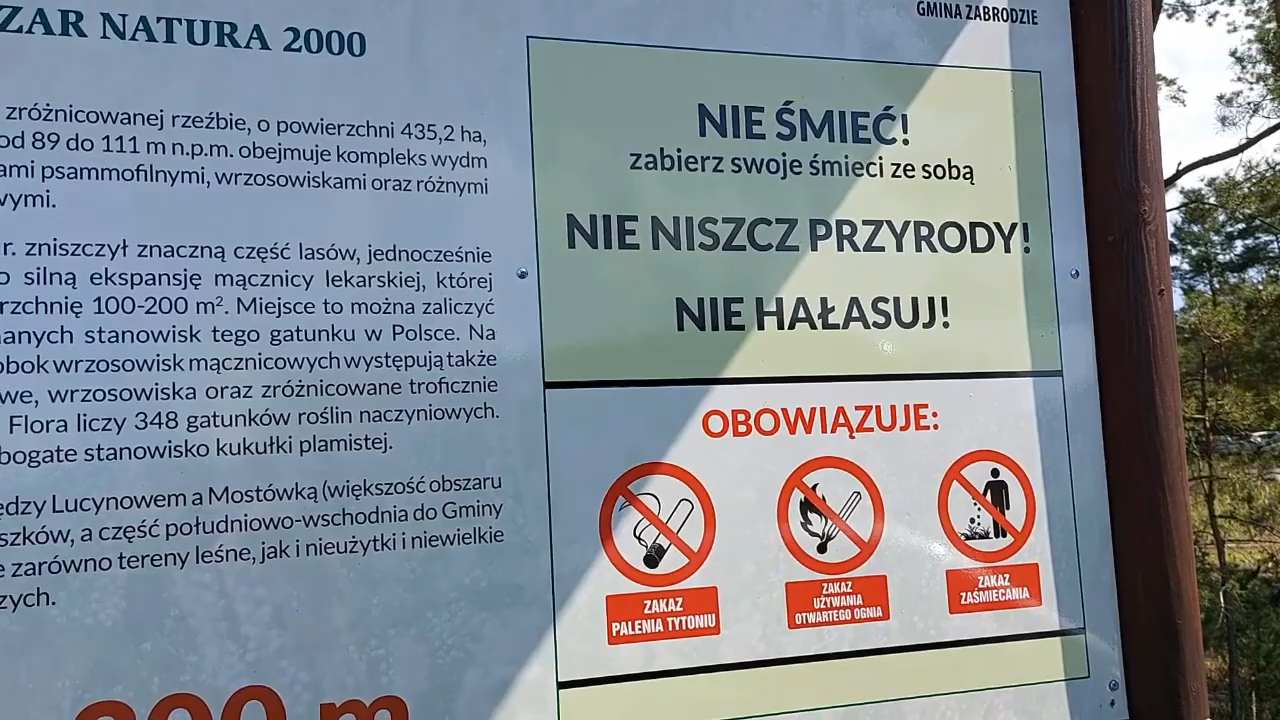 ZAR NATURA 2000
GMINA ZABRODZIE
zróżnicowanej rzeźbie, o powierzchni 435,2 ha,
od 89 do 111 m n.p.m. obejmuje kompleks wydm
ami psammofilnymi, wrzosowiskami oraz różnymi
wymi.
r. zniszczył znaczną część lasów, jednocześnie
o silną ekspansję mącznicy lekarskiej, której
rzchnię 100-200 m². Miejsce to można zaliczyć
nanych stanowisk tego gatunku w Polsce. Na
obok wrzosowisk mącznicowych występują także
we, wrzosowiska oraz zróżnicowane troficznie
Flora liczy 348 gatunków roślin naczyniowych.
bogate stanowisko kukułki plamistej.
ędzy Lucynowem a Mostówką (większość obszaru
szków, a część południowo-wschodnia do Gminy
e zarówno tereny leśne, jak i nieużytki i niewielkie
zych.
200 m
NIE ŚMIEĆ!
zabierz swoje śmieci ze sobą
NIE NISZCZ PRZYRODY!
NIE HAŁASUJ!
OBOWIĄZUJE:
ZAKAZ
PALENIA TYTONIU
ZAKAZ
UŻYWANIA
OTWARTEGO OGNIA
ZAKAZ
ZAŚMIECANIA